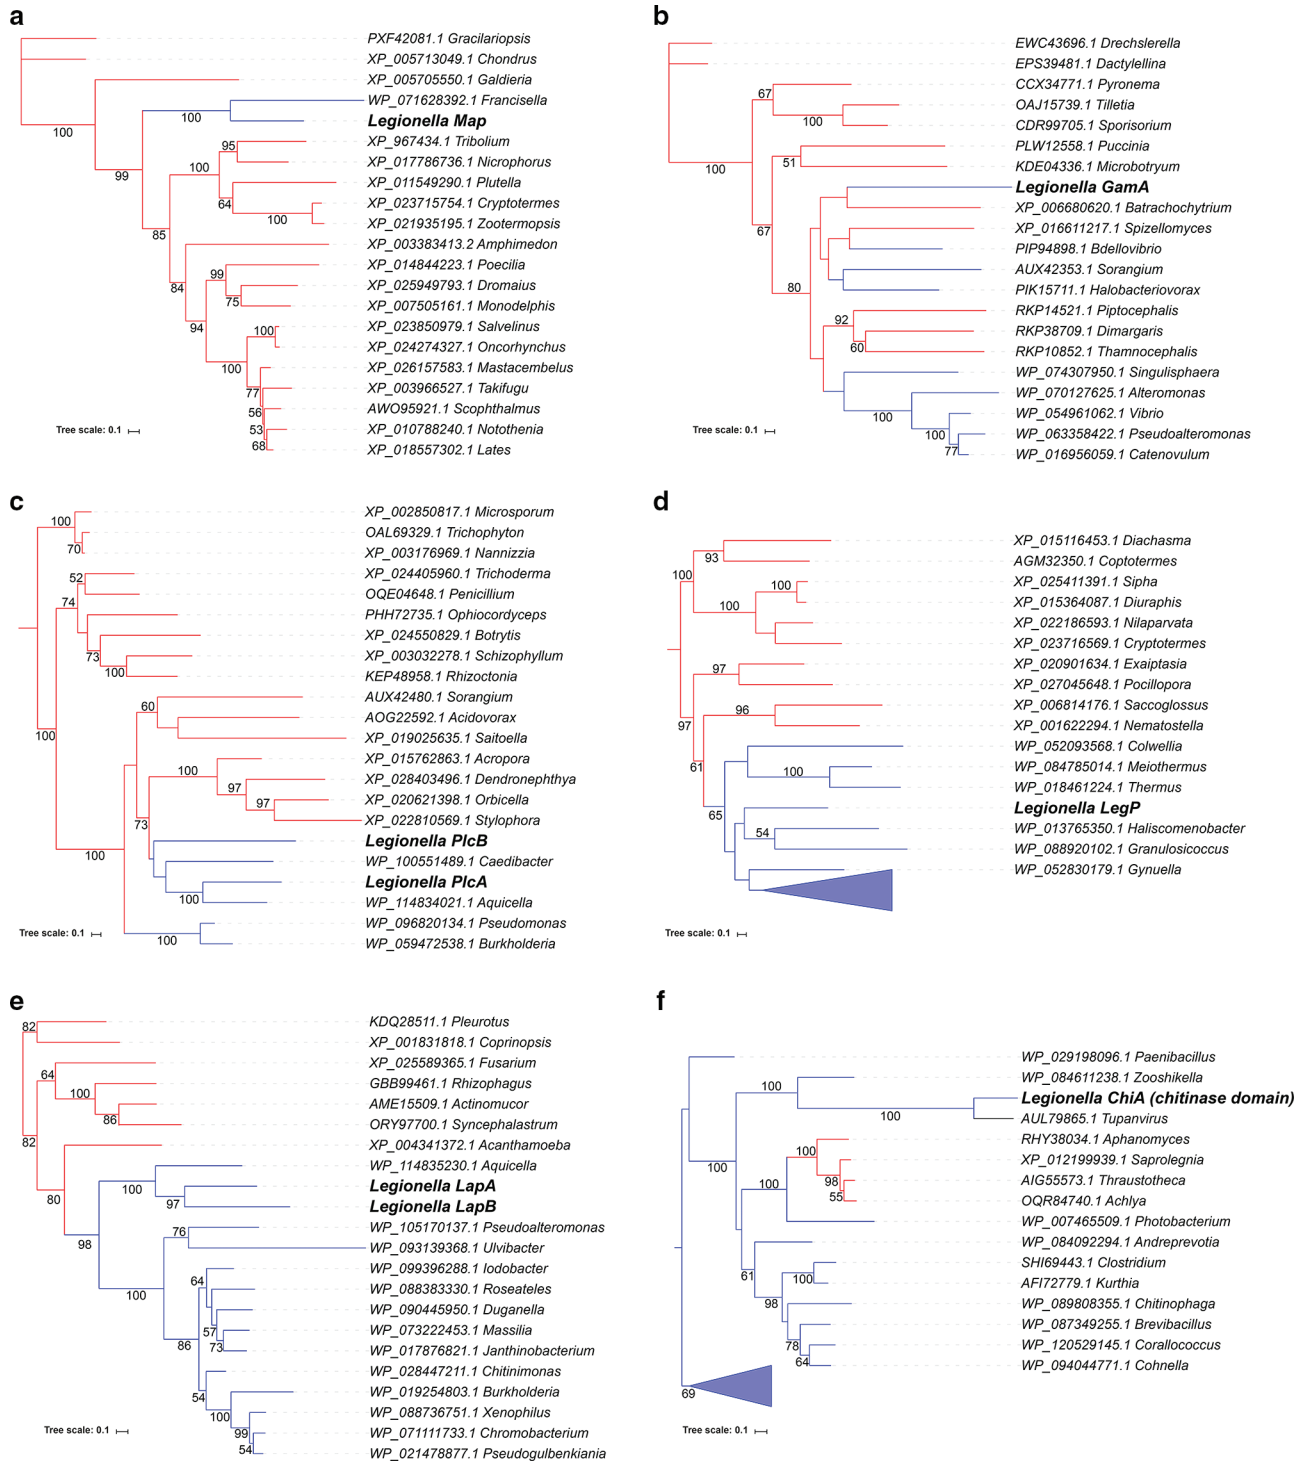 a
PXF42081.1 Gracilariopsis
XP_005713049.1 Chondrus
XP_005705550.1 Galdieria
WP_071628392.1 Francisella
100
Legionella Map
100
XP_967434.1 Tribolium
95
XP_017786736.1 Nicrophorus
100
99
XP_011549290.1 Plutella
XP_023715754.1 Cryptotermes
64
100
XP_021935195.1 Zootermopsis
85
XP_003383413.2 Amphimedon
XP_014844223.1 Poecilia
99
XP_025949793.1 Dromaius
84
75
XP_007505161.1 Monodelphis
94
XP_023850979.1 Salvelinus
100
XP_024274327.1 Oncorhynchus
100
XP_026157583.1 Mastacembelus
XP_003966527.1 Takifugu
77
AWO95921.1 Scophthalmus
56
XP_010788240.1 Notothenia
53
Tree scale: 0.1
68
XP_018557302.1 Lates
b
EWC43696.1 Drechslerella
EPS39481.1 Dactylellina
CCX34771.1 Pyronema
67
OAJ15739.1 Tilletia
100
CDR99705.1 Sporisorium
PLW12558.1 Puccinia
51
KDE04336.1 Microbotryum
100
Legionella GamA
XP_006680620.1 Batrachochytrium
67
XP_016611217.1 Spizellomyces
PIP94898.1 Bdellovibrio
AUX42353.1 Sorangium
80
PIK15711.1 Halobacteriovorax
RKP14521.1 Piptocephalis
92
RKP38709.1 Dimargaris
60
RKP10852.1 Thamnocephalis
WP_074307950.1 Singulisphaera
WP_070127625.1 Alteromonas
100
WP_054961062.1 Vibrio
100
WP_063358422.1 Pseudoalteromonas
Tree scale: 0.1
77
WP_016956059.1 Catenovulum
c
XP_002850817.1 Microsporum
100
OAL69329.1 Trichophyton
70
XP_003176969.1 Nannizzia
XP_024405960.1 Trichoderma
52
OQE04648.1 Penicillium
74
PHH72735.1 Ophiocordyceps
XP_024550829.1 Botrytis
73
XP_003032278.1 Schizophyllum
100
KEP48958.1 Rhizoctonia
AUX42480.1 Sorangium
60
AOG22592.1 Acidovorax
100
XP_019025635.1 Saitoella
XP_015762863.1 Acropora
100
XP_028403496.1 Dendronephthya
97
XP_020621398.1 Orbicella
97
XP_022810569.1 Stylophora
73
Legionella PlcB
100
WP_100551489.1 Caedibacter
Legionella PlcA
100
WP_114834021.1 Aquicella
WP_096820134.1 Pseudomonas
Tree scale: 0.1
100
WP_059472538.1 Burkholderia
d
XP_015116453.1 Diachasma
93
AGM32350.1 Coptotermes
100
XP_025411391.1 Sipha
100
100
XP_015364087.1 Diuraphis
XP_022186593.1 Nilaparvata
XP_023716569.1 Cryptotermes
XP_020901634.1 Exaiptasia
97
XP_027045648.1 Pocillopora
XP_006814176.1 Saccoglossus
96
97
XP_001622294.1 Nematostella
WP_052093568.1 Colwellia
61
WP_084785014.1 Meiothermus
100
WP_018461224.1 Thermus
Legionella LegP
65
WP_013765350.1 Haliscomenobacter
54
WP_088920102.1 Granulosicoccus
WP_052830179.1 Gynuella
Tree scale: 0.1
e
KDQ28511.1 Pleurotus
82
XP_001831818.1 Coprinopsis
XP_025589365.1 Fusarium
64
GBB99461.1 Rhizophagus
100
AME15509.1 Actinomucor
86
ORY97700.1 Syncephalastrum
82
XP_004341372.1 Acanthamoeba
WP_114835230.1 Aquicella
100
Legionella LapA
80
97
Legionella LapB
WP_105170137.1 Pseudoalteromonas
76
98
WP_093139368.1 Ulvibacter
WP_099396288.1 Iodobacter
64
100
WP_088383330.1 Roseateles
WP_090445950.1 Duganella
57
WP_073222453.1 Massilia
86
73
WP_017876821.1 Janthinobacterium
WP_028447211.1 Chitinimonas
54
WP_019254803.1 Burkholderia
100
WP_088736751.1 Xenophilus
99
WP_071111733.1 Chromobacterium
Tree scale: 0.1
54
WP_021478877.1 Pseudogulbenkiania
f
WP_029198096.1 Paenibacillus
WP_084611238.1 Zooshikella
100
Legionella ChiA (chitinase domain)
100
AUL79865.1 Tupanvirus
RHY38034.1 Aphanomyces
100
XP_012199939.1 Saprolegnia
100
98
AIG55573.1 Thraustotheca
100
55
OQR84740.1 Achlya
WP_007465509.1 Photobacterium
WP_084092294.1 Andreprevotia
SHI69443.1 Clostridium
61
100
AFI72779.1 Kurthia
98
WP_089808355.1 Chitinophaga
WP_087349255.1 Brevibacillus
78
WP_120529145.1 Corallococcus
64
WP_094044771.1 Cohnella
69
Tree scale: 0.1